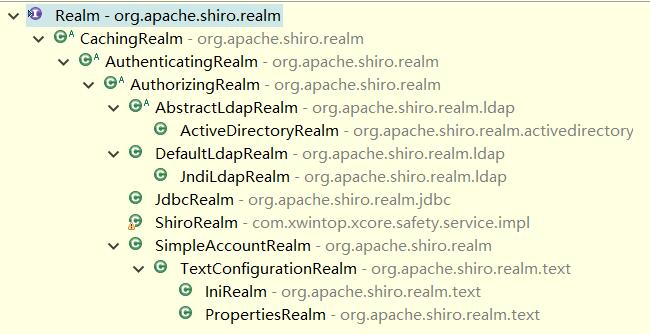 Realm - org.apache.shiro.realm
CachingRealm - org.apache.shiro.realm
AuthenticatingRealm - org.apache.shiro.realm
AuthorizingRealm - org.apache.shiro.realm
AbstractLdapRealm - org.apache.shiro.realm.ldap
ActiveDirectoryRealm - org.apache.shiro.realm.activedirectory
DefaultLdapRealm - org.apache.shiro.realm.ldap
JndiLdapRealm - org.apache.shiro.realm.ldap
JdbcRealm - org.apache.shiro.realm.jdbc
ShiroRealm - com.xwintop.xcore.safety.service.impl
SimpleAccountRealm - org.apache.shiro.realm
TextConfigurationRealm - org.apache.shiro.realm.text
IniRealm - org.apache.shiro.realm.text
PropertiesRealm - org.apache.shiro.realm.text